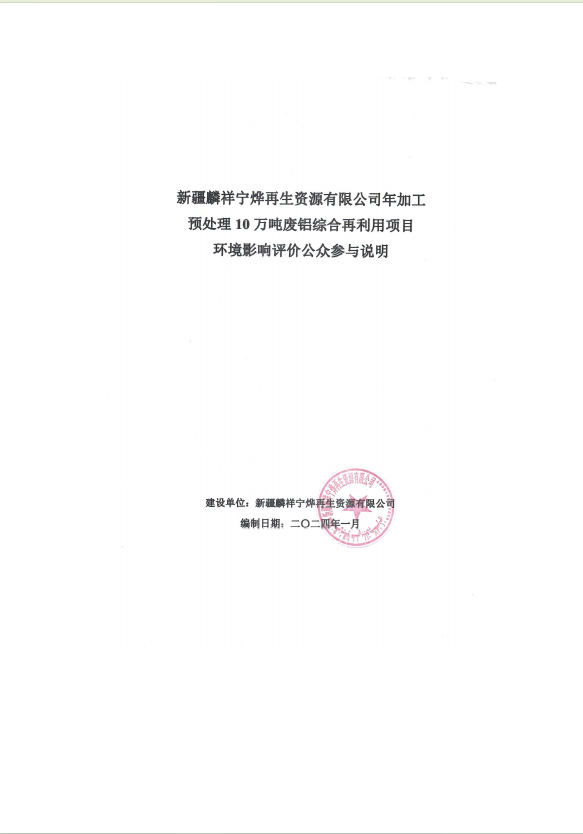 新疆麟祥宁烨再生资源有限公司年加工
预处理 10 万吨废铝综合再利用项目
环境影响评价公众参与说明
建设单位：新疆麟祥宁烨再生资源有限公司
编制日期：二〇二四年一月